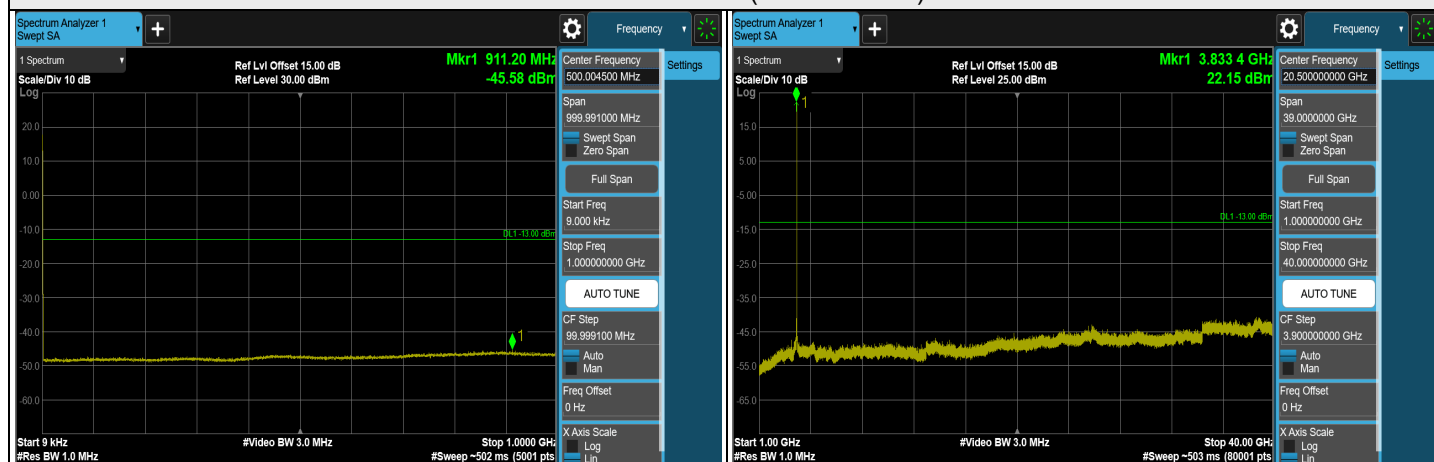 Spectrum Analyzer 1
Swept SA
+
Frequency
1 Spectrum
Scale/Div 10 dB
Log
Ref Lvl Offset 15.00 dB
Ref Level 30.00 dBm
Mkr1 911.20 MHz
-45.58 dBm
20.0
10.0
0.00
-10.0
-20.0
-30.0
-40.0
-50.0
-60.0
DL1 -13.00 dBm
1
Start 9 kHz
#Res BW 1.0 MHz
#Video BW 3.0 MHz
Stop 1.0000 GHz
#Sweep ~502 ms (5001 pts
Center Frequency
500.004500 MHz
Settings
Span
999.991000 MHz
Swept Span
Zero Span
Full Span
Start Freq
9.000 kHz
Stop Freq
1.000000000 GHz
AUTO TUNE
CF Step
99.999100 MHz
Auto
Man
Freq Offset
0 Hz
X Axis Scale
Log
Lin
Spectrum Analyzer 1
Swept SA
+
Frequency
1 Spectrum
Scale/Div 10 dB
Log
Ref Lvl Offset 15.00 dB
Ref Level 25.00 dBm
Mkr1 3.833 4 GHz
22.15 dBm
15.0
5.00
-5.00
-15.0
-25.0
-35.0
-45.0
-55.0
-65.0
DL1 -13.00 dBm
1
Start 1.00 GHz
#Res BW 1.0 MHz
#Video BW 3.0 MHz
Stop 40.00 GHz
#Sweep ~503 ms (80001 pts
Center Frequency
20.500000000 GHz
Settings
Span
39.0000000 GHz
Swept Span
Zero Span
Full Span
Start Freq
1.000000000 GHz
Stop Freq
40.000000000 GHz
AUTO TUNE
CF Step
3.900000000 GHz
Auto
Man
Freq Offset
0 Hz
X Axis Scale
Log
Lin